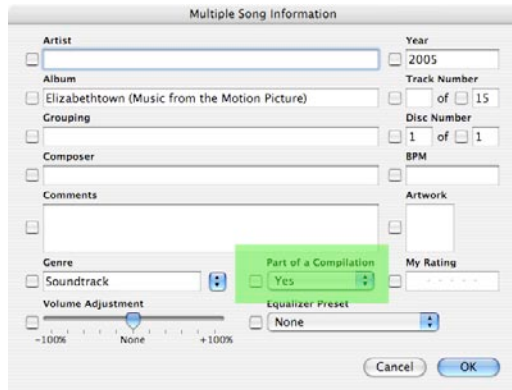 Multiple Song Information
Artist Year
2005
Album Track Number
Elizabethtown (Music from the Motion Picture) of 15
Grouping Disc Number
1 of 1
Composer BPM
Comments Artwork
Genre Part of a Compilation My Rating
Soundtrack Yes
Volume Adjustment Equalizer Preset
None
-100% None +100%
Cancel OK